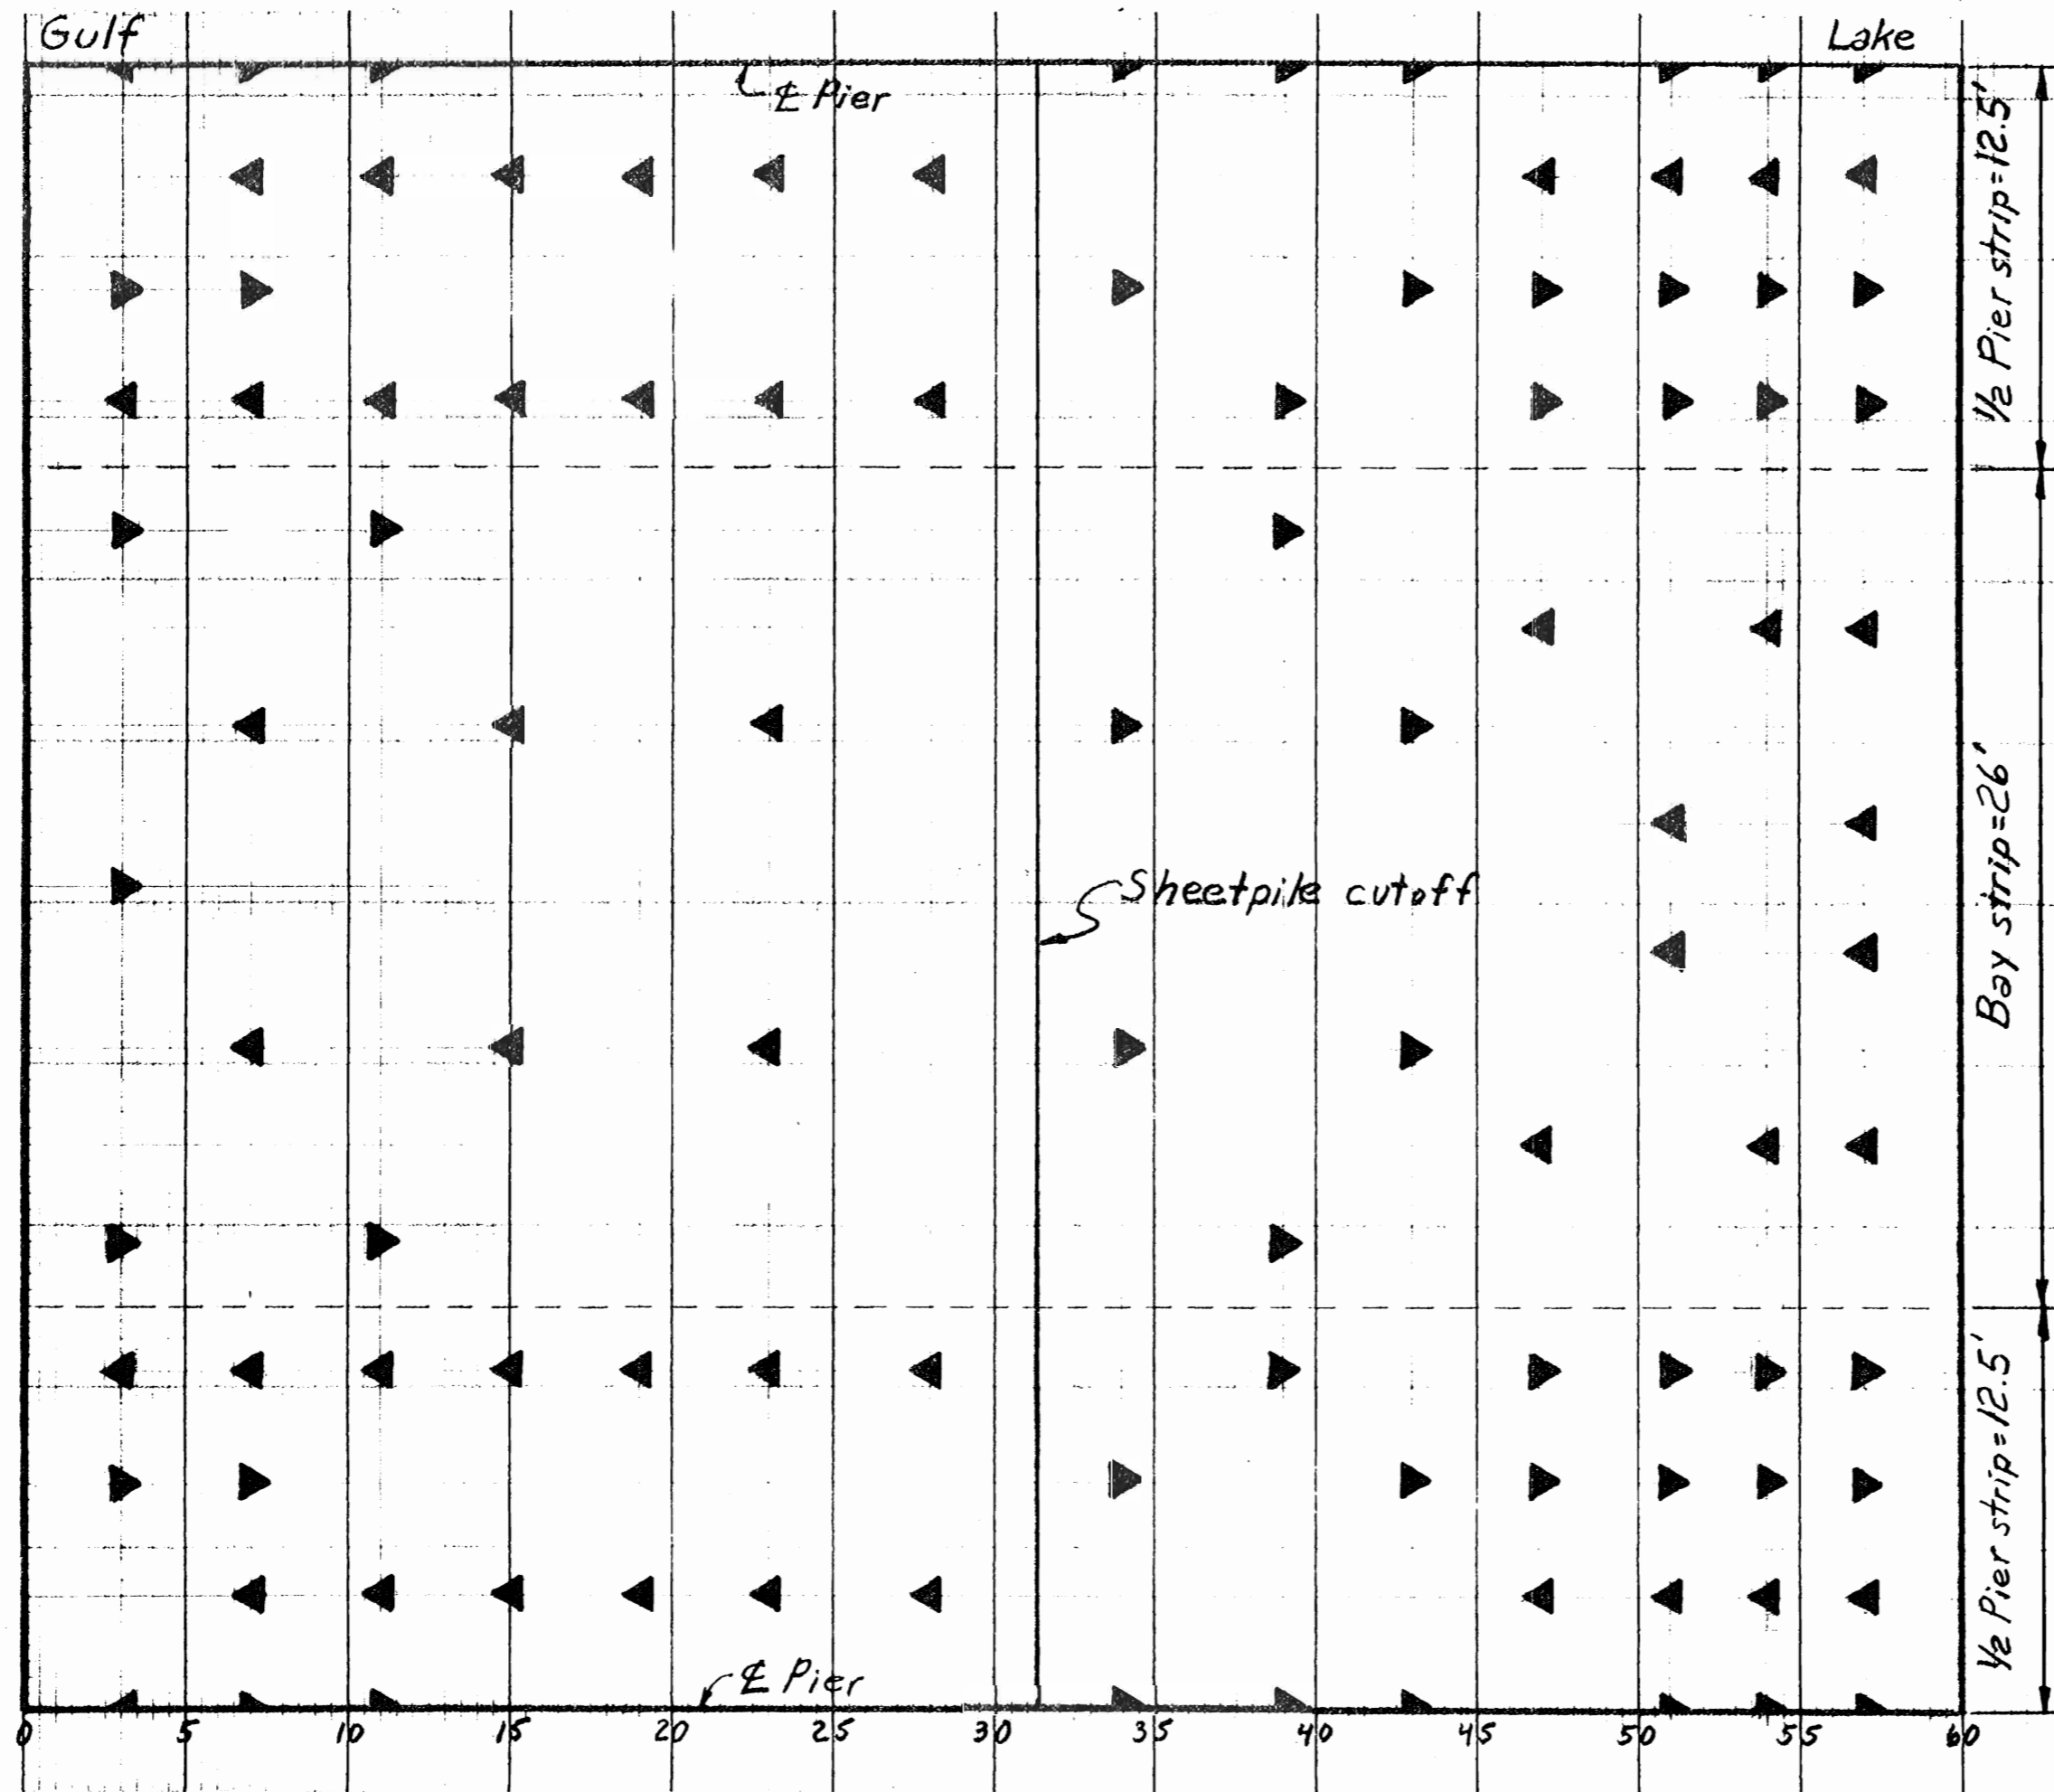 Gulf
Lake
℄ Pier
1/2 Pier strip=12.5'
Bay strip=26'
Sheetpile cutoff
1/2 Pier strip=12.5'
℄ Pier
0 5 10 15 20 25 30 35 40 45 50 55 60